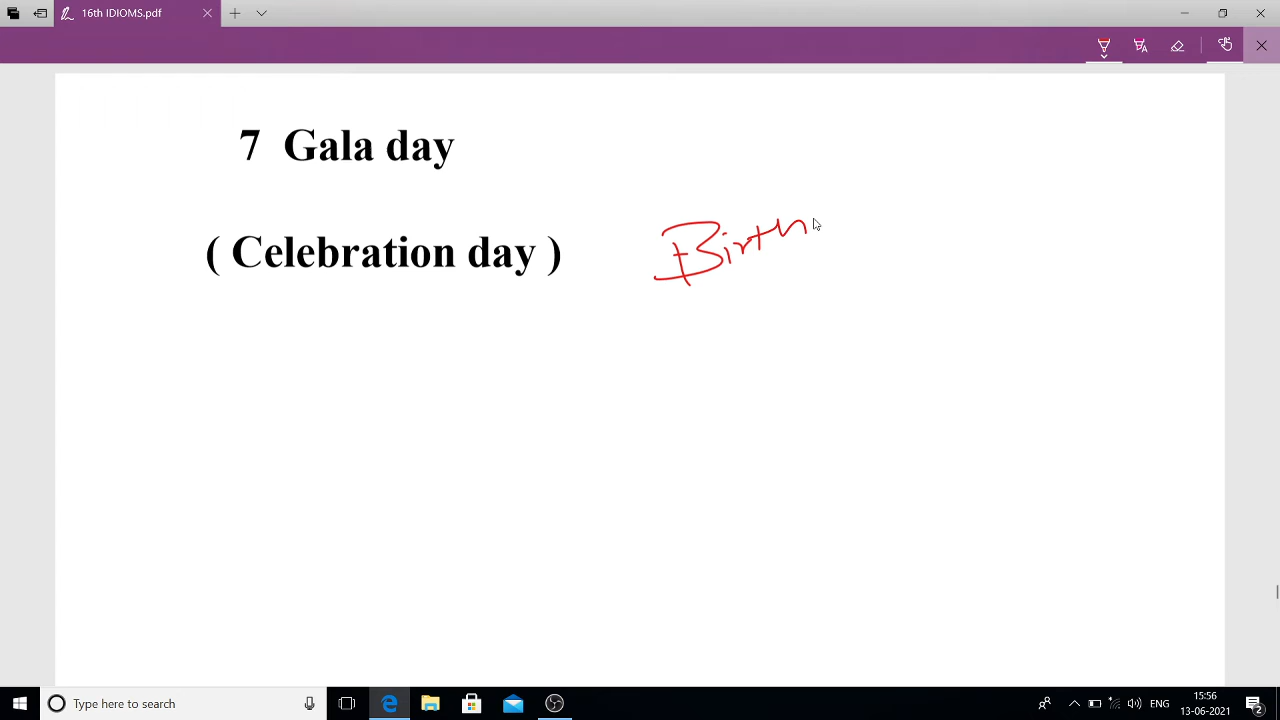 16th IDIOMS.pdf
7 Gala day
( Celebration day ) Birth
Type here to search
ENG
15:56
13-06-2021
2